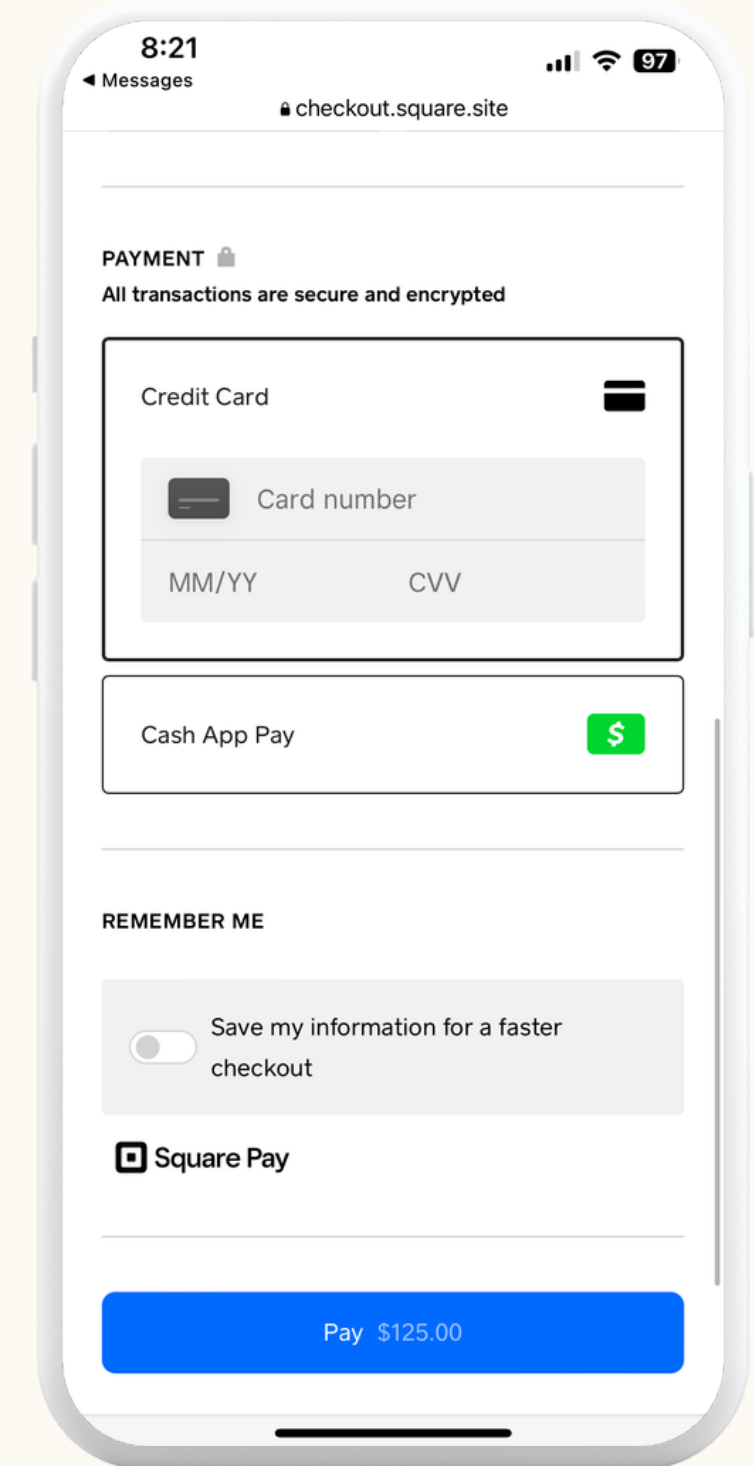 8:21
97
◀ Messages
checkout.square.site
PAYMENT
All transactions are secure and encrypted
Credit Card
Card number
MM/YY CVV
Cash App Pay
$
REMEMBER ME
Save my information for a faster
checkout
Square Pay
Pay $125.00